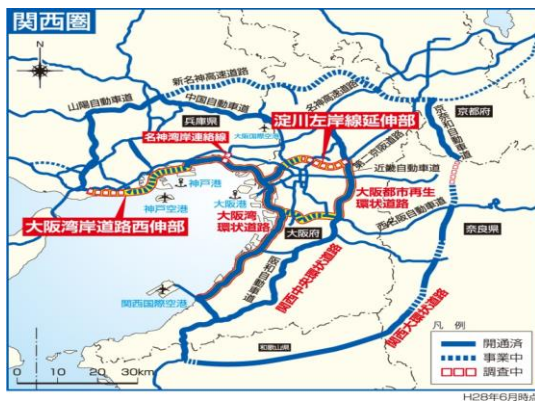 関西圏
N
新名神高速道路
名神高速道路
山陽自動車道
中国自動車道
兵庫県
京都府
大阪国際空港
名神湾岸連絡線
淀川左岸線延伸部
第二京阪道路
京奈和自動車道
近畿自動車道
神戸港
大阪港
神戸空港
大阪湾岸道路西伸部
大阪湾
環状道路
大阪都市再生
環状道路
西名阪自動車道
大阪府
奈良県
阪和自動車道
関西中央環状道路
関西国際空港
関西大環状道路
和歌山県
凡 例
開通済
事業中
調査中
0 10 20 30km
H28年6月時点